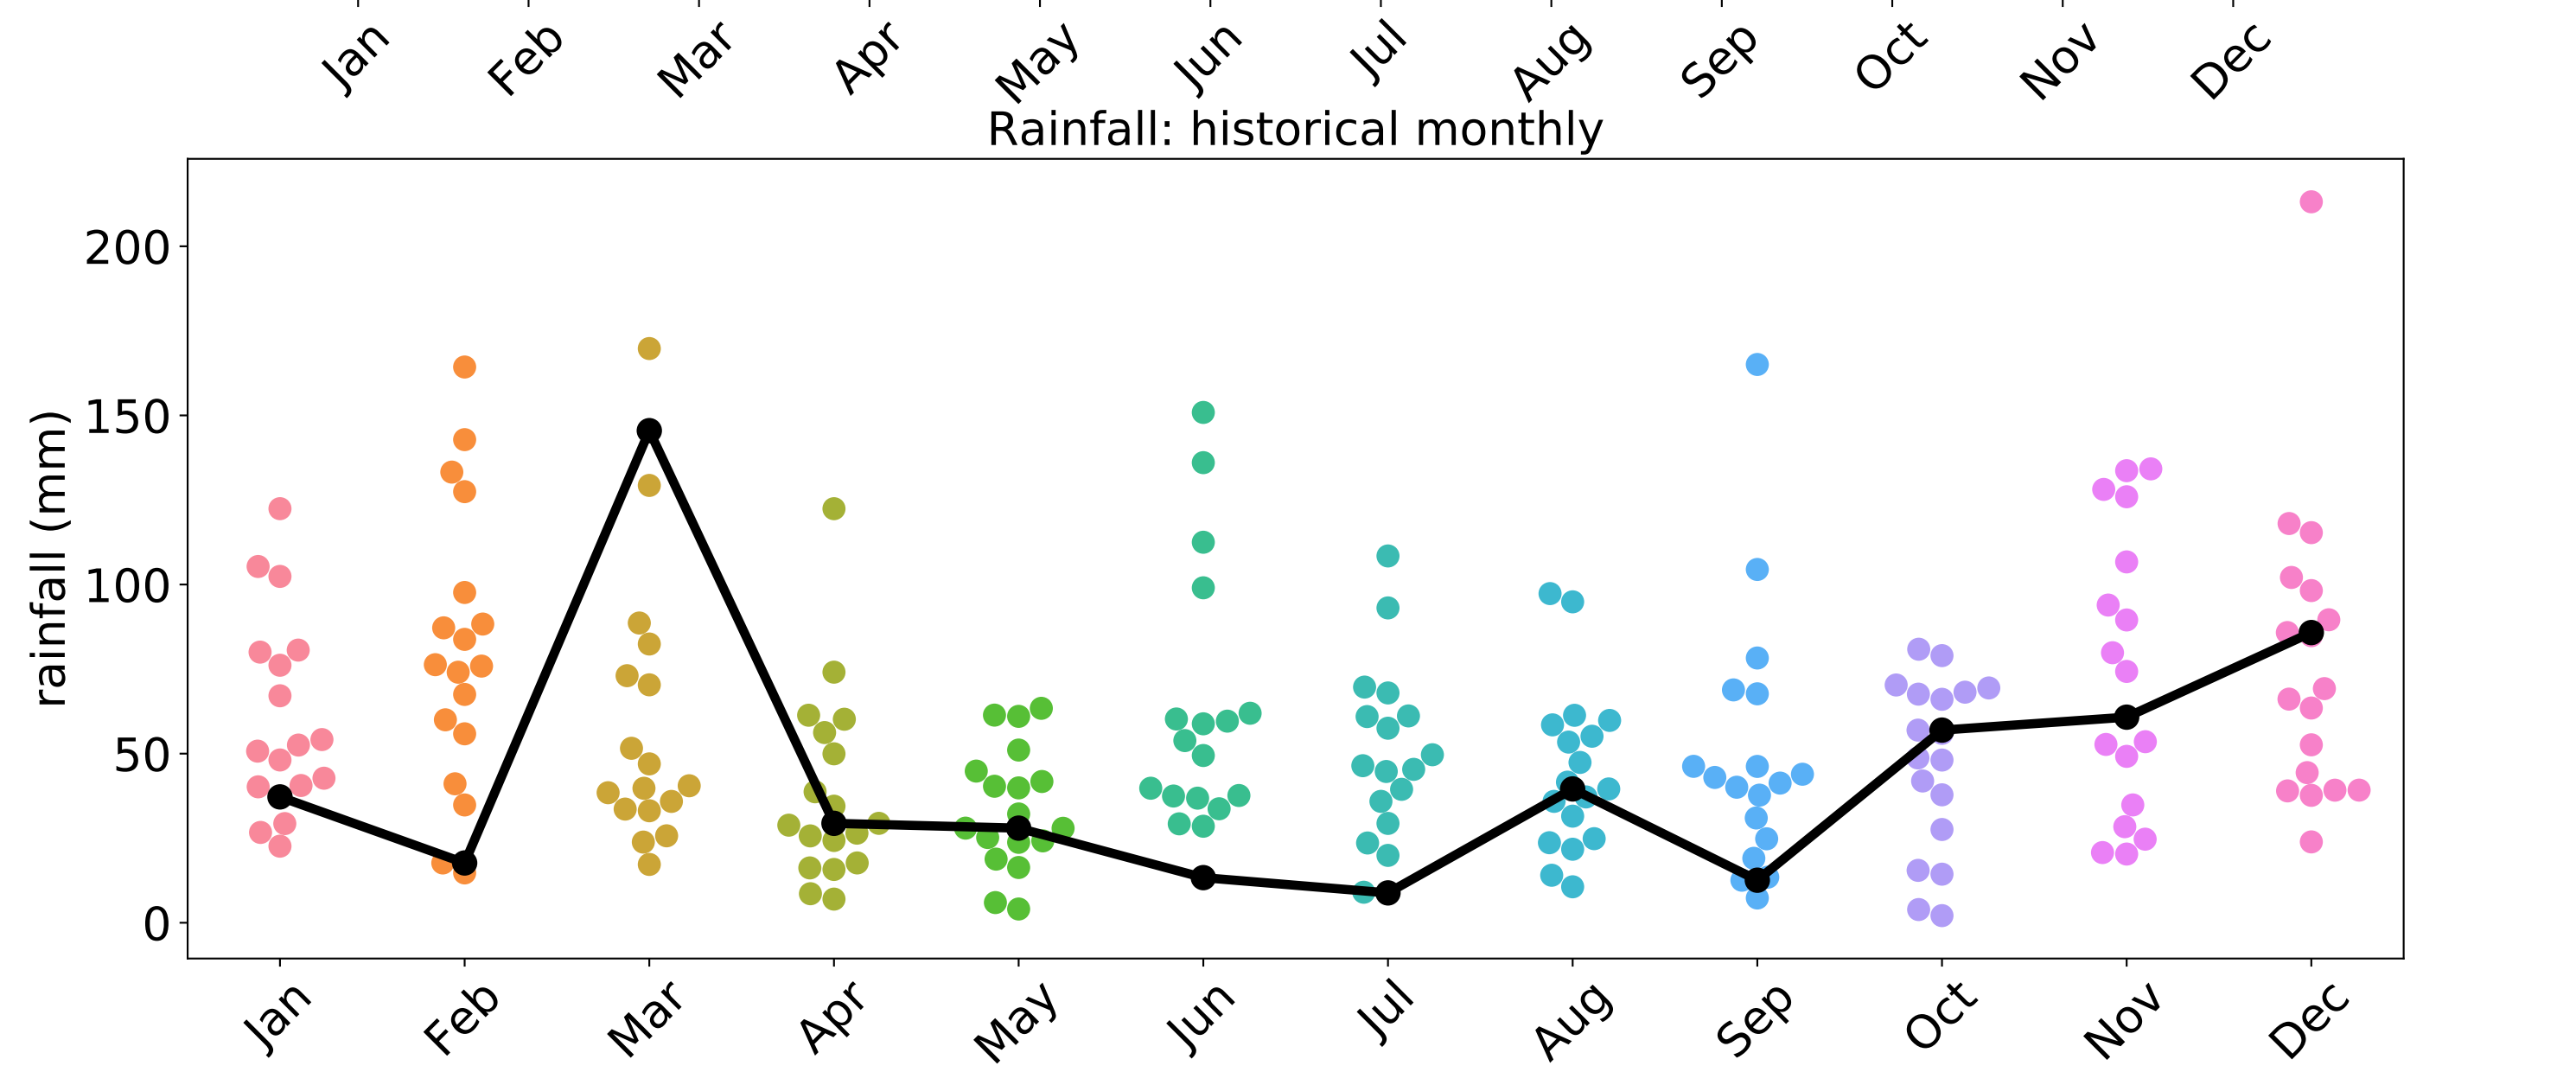 Jan Feb Mar Apr May Jun Jul Aug Sep Oct Nov Dec
Rainfall: historical monthly
rainfall (mm)
200
150
100
50
0
Jan Feb Mar Apr May Jun Jul Aug Sep Oct Nov Dec